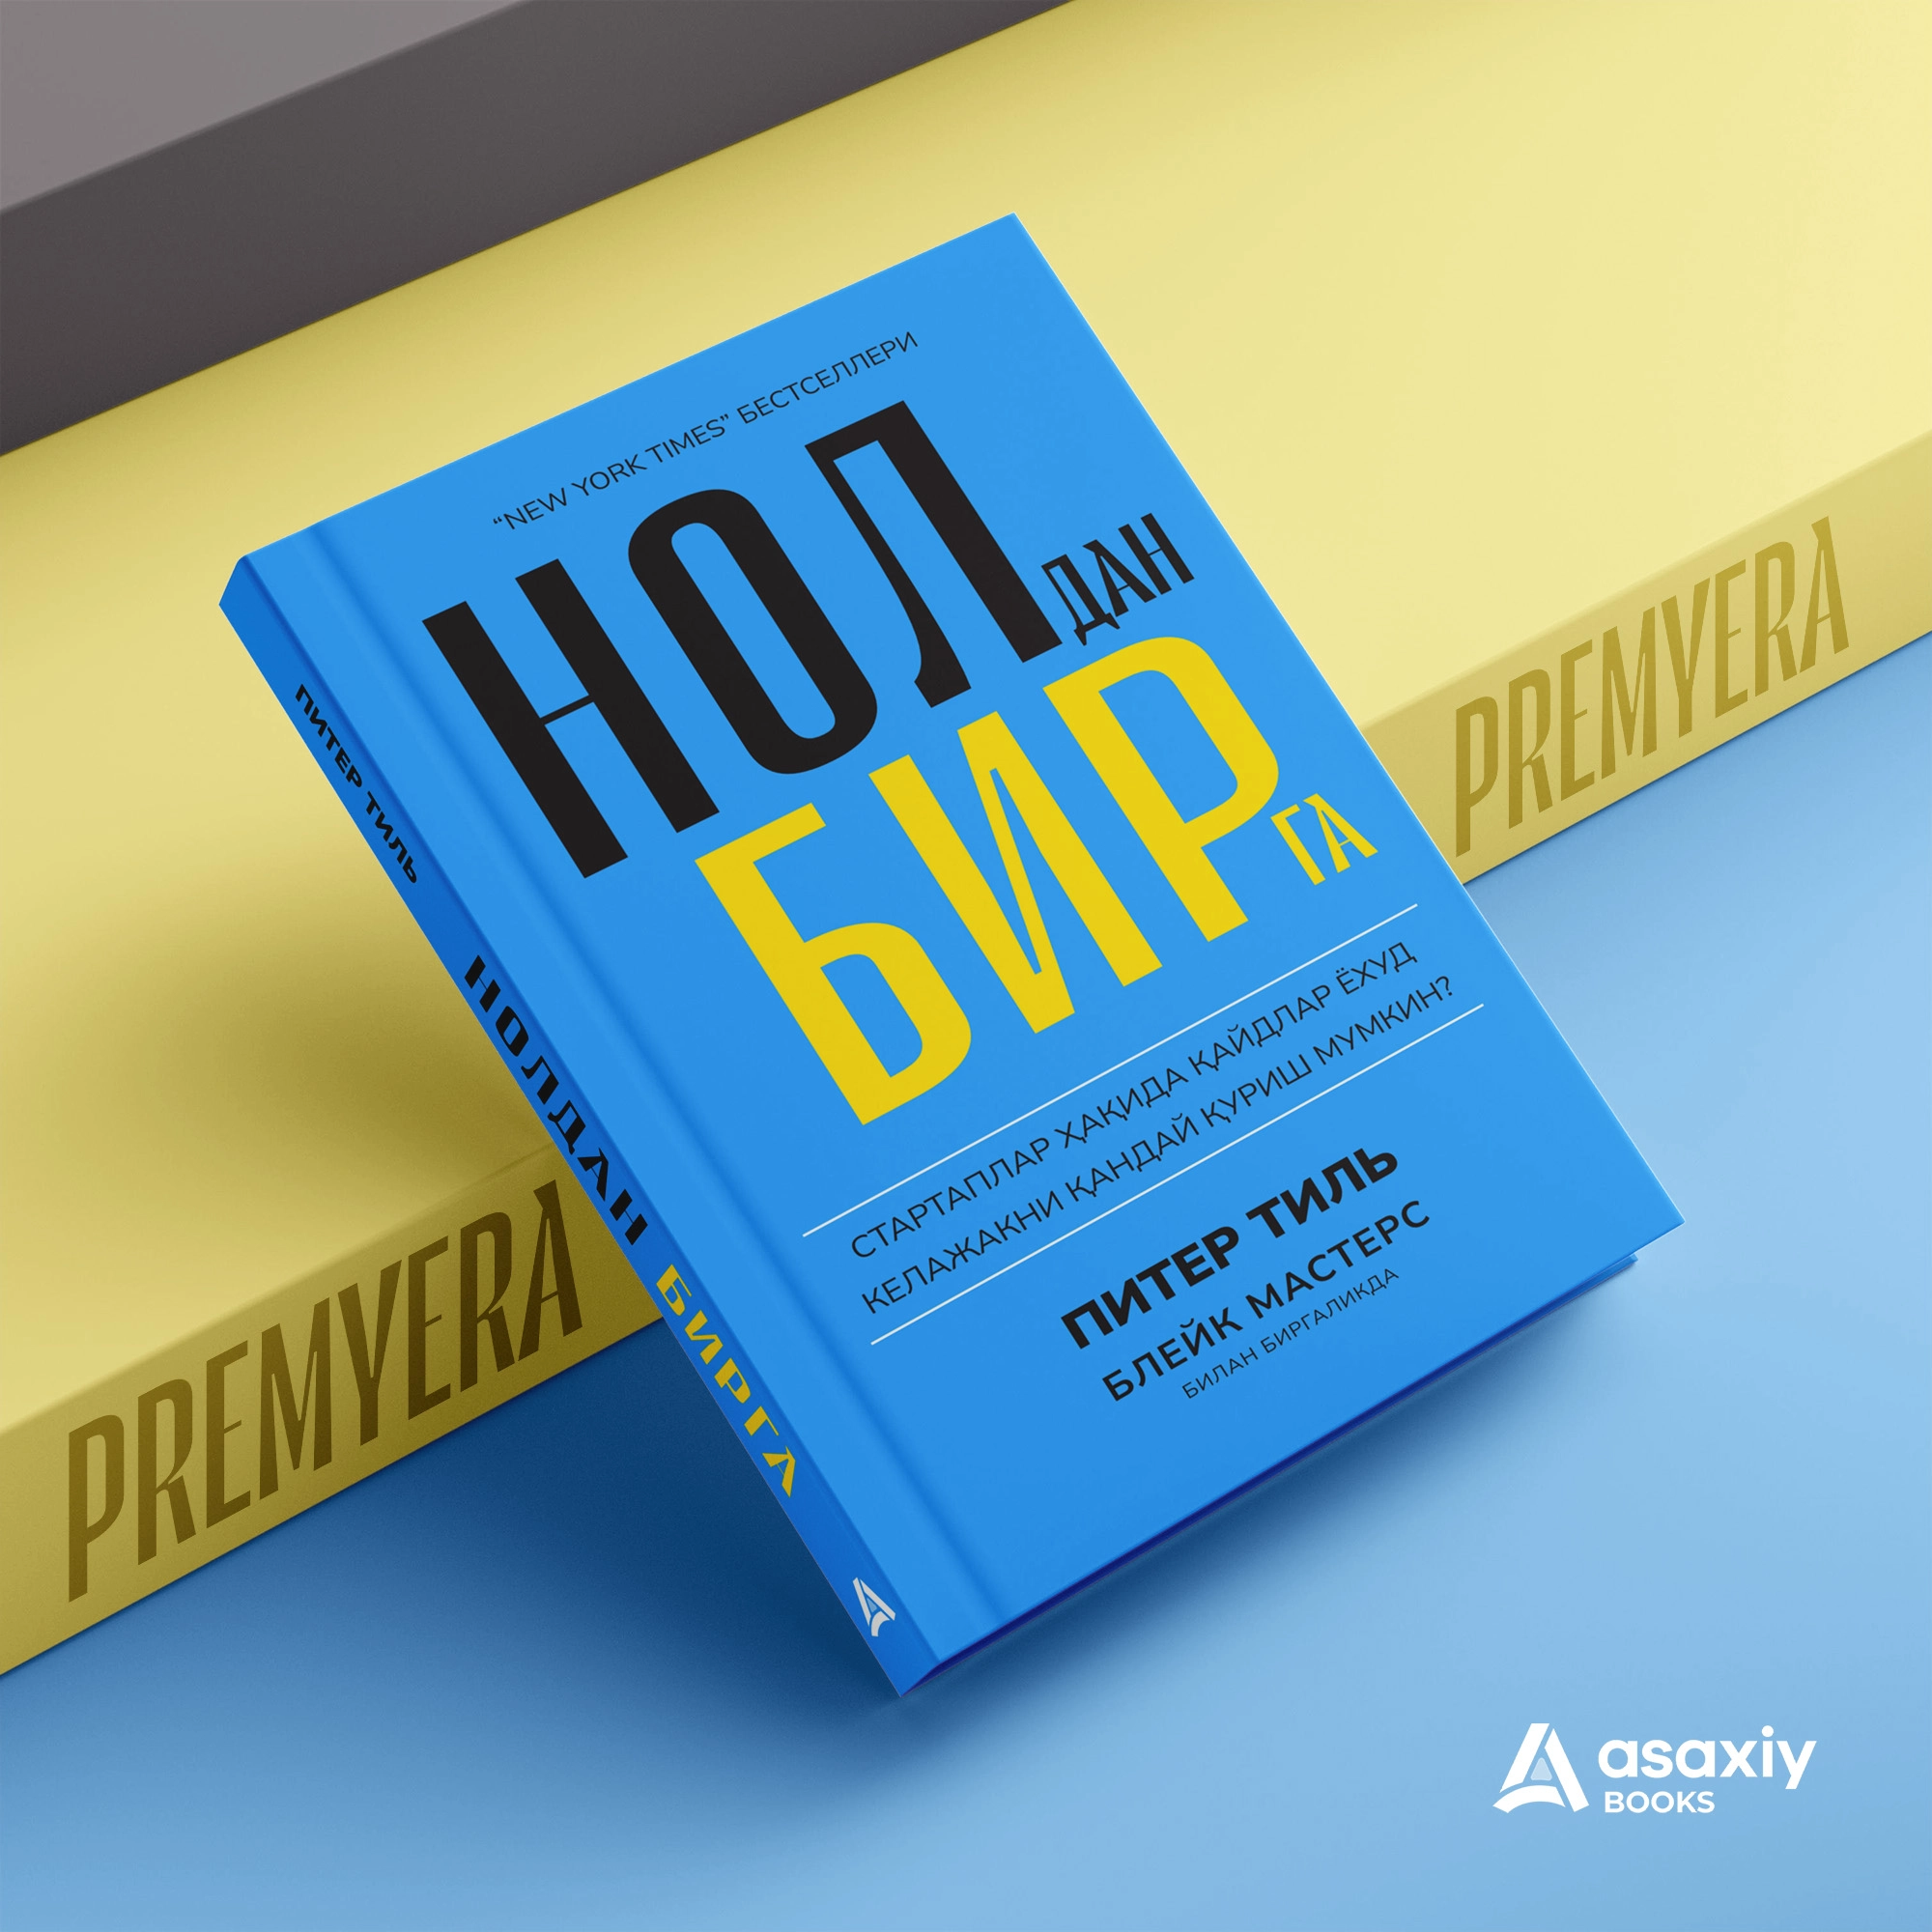 “NEW YORK TIMES” БЕСТСЕЛЛЕРИ
НОЛДАН
БИРГА
СТАРТАПЛАР ҲАҚИДА ҚАЙДЛАР ЁХУД
КЕЛАЖАКНИ ҚАНДАЙ ҚУРИШ МУМКИН?
ПИТЕР ТИЛЬ
БЛЕЙК МАСТЕРС
БИЛАН БИРГАЛИКДА
ПИТЕР ТИЛЬ НОЛДАН БИРГА
PREMYERA
PREMYERA
asaxiy
BOOKS